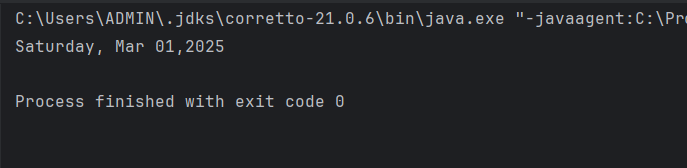 C:\Users\ADMIN\.jdks\corretto-21.0.6\bin\java.exe "-javaagent:C:\Pr
Saturday, Mar 01,2025
Process finished with exit code 0